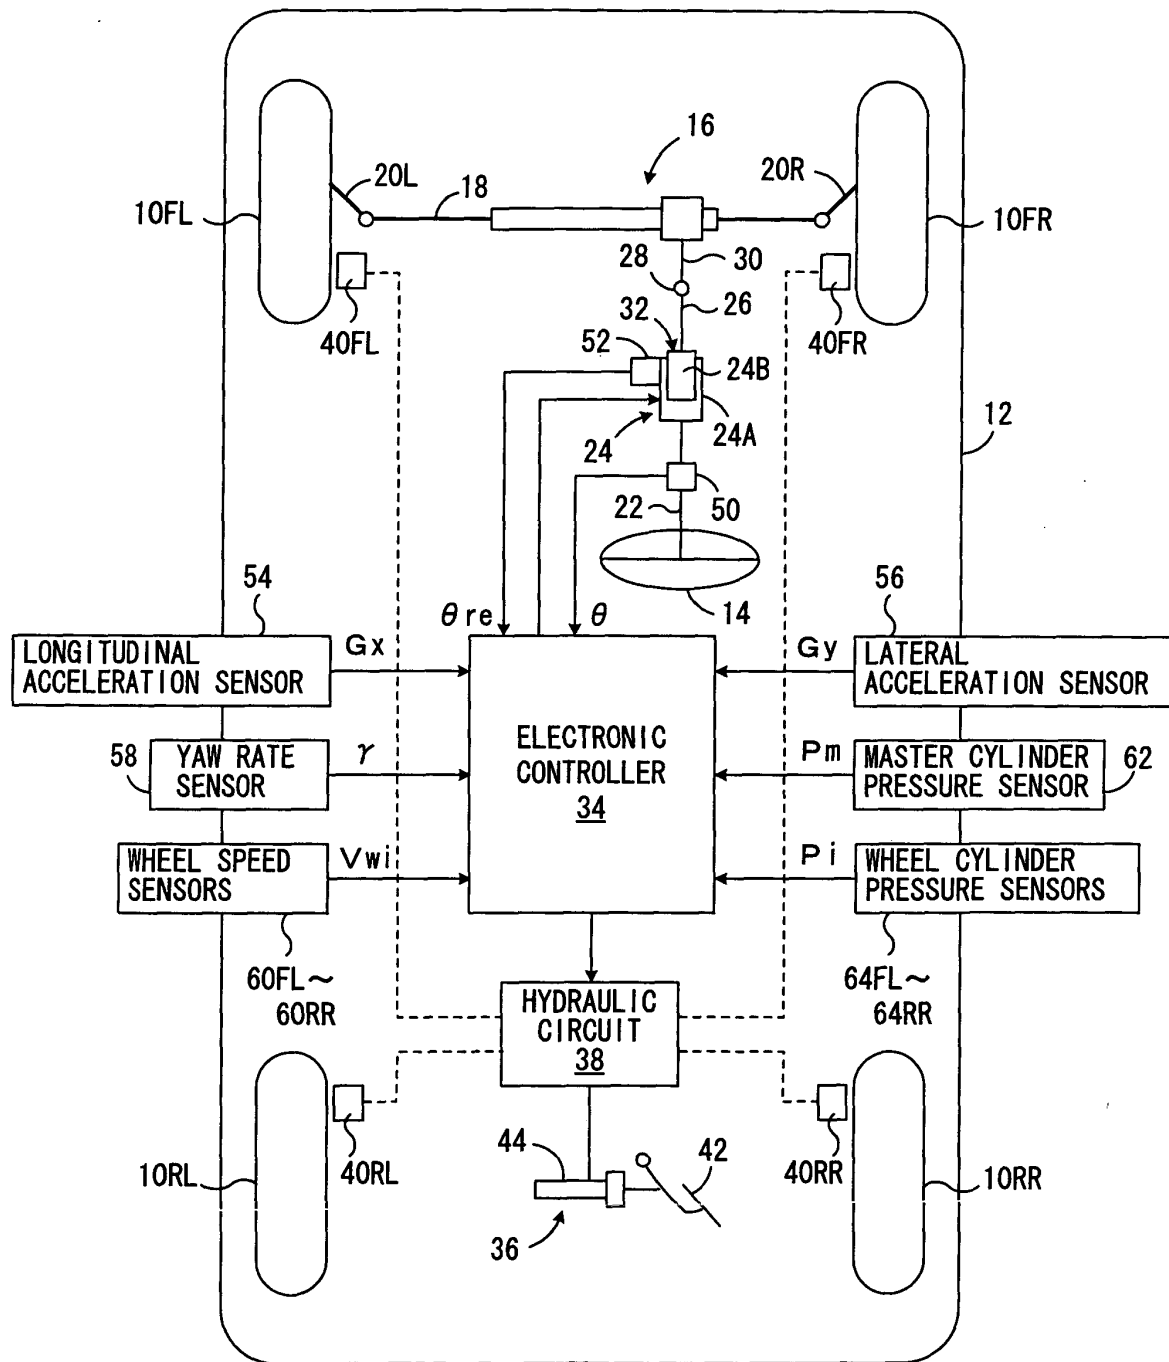 16
20L
18
20R
10FL
10FR
28
30
40FL
32
26
40FR
52
24B
24
24A
12
22
50
54
56
θre
θ
14
LONGITUDINAL
ACCELERATION SENSOR
Gx
Gy
LATERAL
ACCELERATION SENSOR
58
YAW RATE
SENSOR
γ
ELECTRONIC
CONTROLLER
34
Pm
MASTER CYLINDER
PRESSURE SENSOR
62
WHEEL SPEED
SENSORS
Vwi
Pi
WHEEL CYLINDER
PRESSURE SENSORS
60FL～
60RR
HYDRAULIC
CIRCUIT
38
64FL～
64RR
10RL
40RL
44
42
40RR
10RR
36